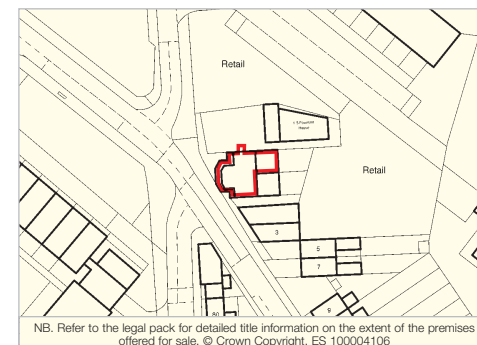 Retail
Retail
3
5
7
9
80
NB. Refer to the legal pack for detailed title information on the extent of the premises
offered for sale. © Crown Copyright, ES 100004106